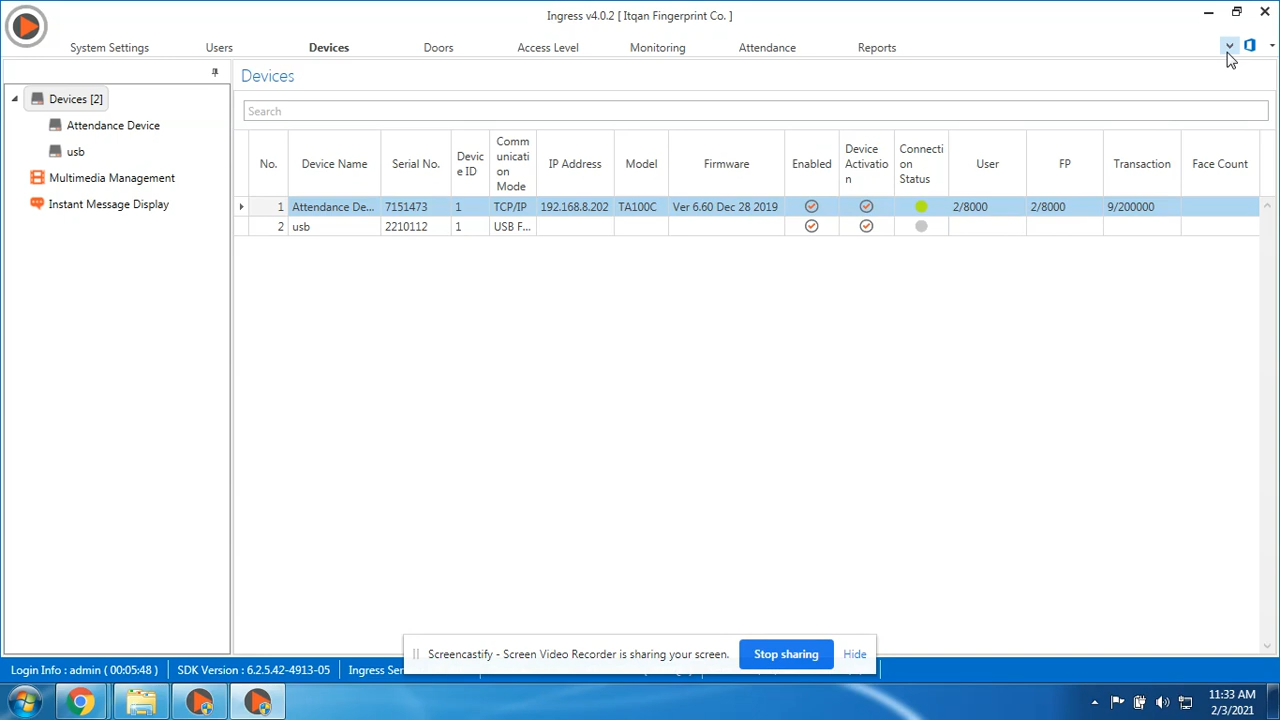 Ingress v4.0.2 [ Itqan Fingerprint Co. ]
System Settings Users Devices Doors Access Level Monitoring Attendance Reports
Devices
Search
Devices [2]
Attendance Device
usb
Multimedia Management
Instant Message Display
No. Device Name Serial No. Devic e ID Comm unicati on Mode IP Address Model Firmware Enabled Device Activatio n Connecti on Status User FP Transaction Face Count
1 Attendance De... 7151473 1 TCP/IP 192.168.8.202 TA100C Ver 6.60 Dec 28 2019 2/8000 2/8000 9/200000
2 usb 2210112 1 USB F...
Screencastify - Screen Video Recorder is sharing your screen. Stop sharing Hide
Login Info : admin ( 00:05:48 ) SDK Version : 6.2.5.42-4913-05 Ingress Ser
11:33 AM
2/3/2021